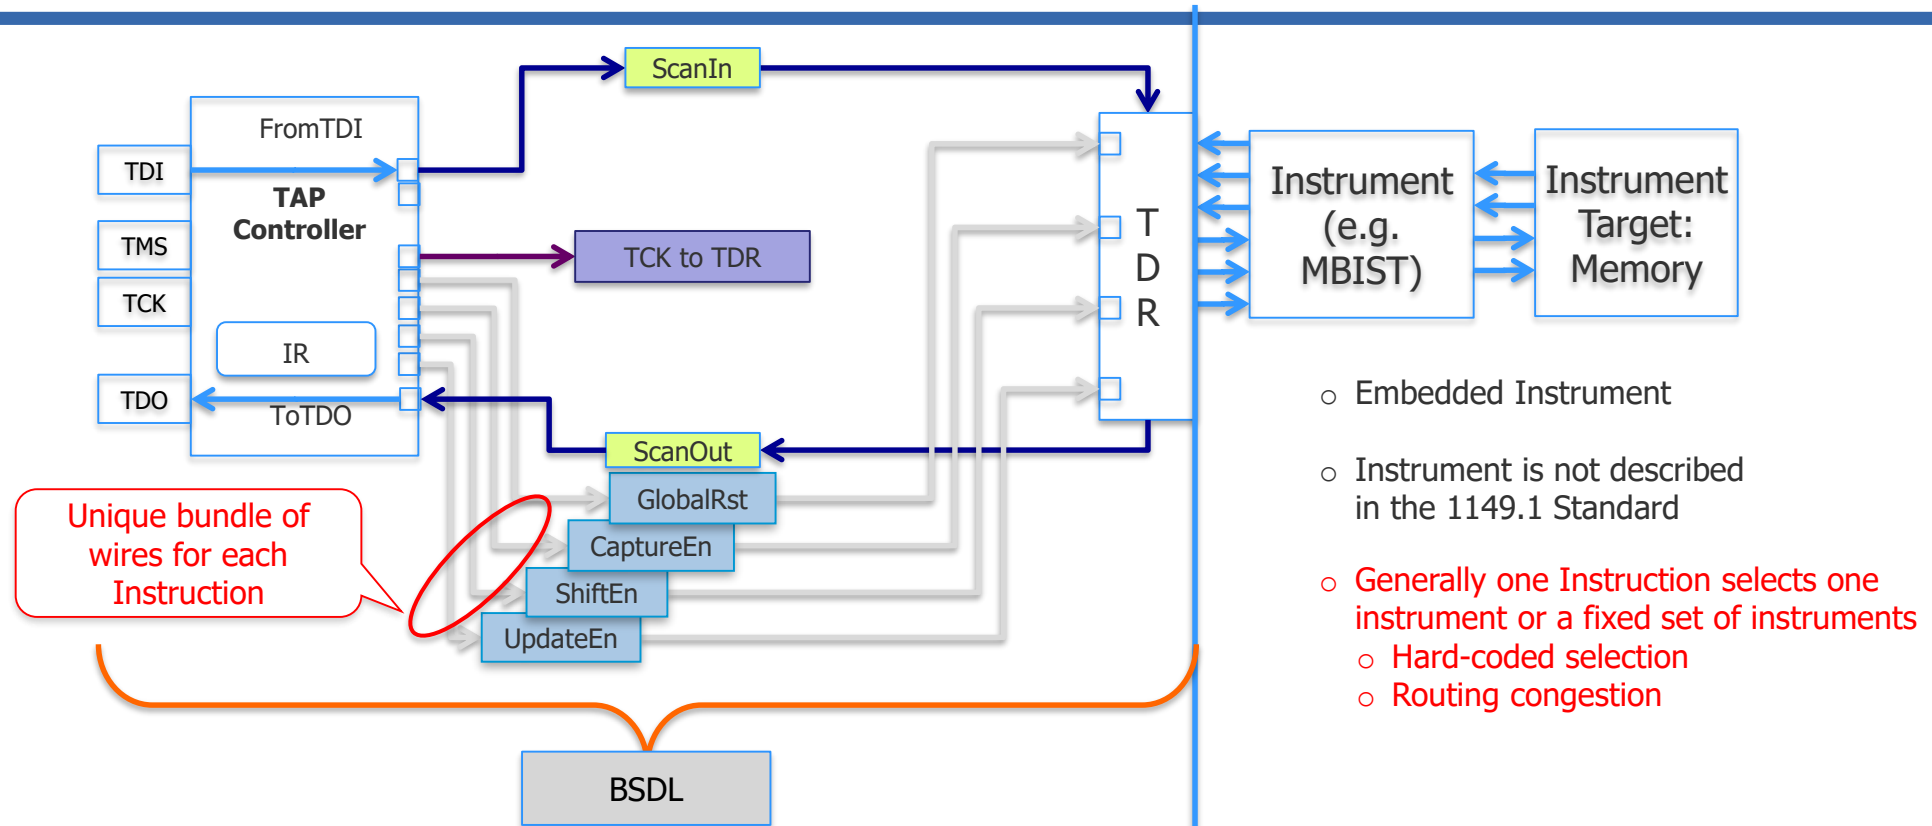 ScanIn
FromTDI
TDI
TAP
Controller
TMS
TCK to TDR
TCK
IR
TDO
ToTDO
ScanOut
GlobalRst
CaptureEn
ShiftEn
UpdateEn
T
D
R
Instrument
(e.g.
MBIST)
Instrument
Target:
Memory
Unique bundle of
wires for each
Instruction
BSDL
o Embedded Instrument
o Instrument is not described
in the 1149.1 Standard
o Generally one Instruction selects one
instrument or a fixed set of instruments
o Hard-coded selection
o Routing congestion